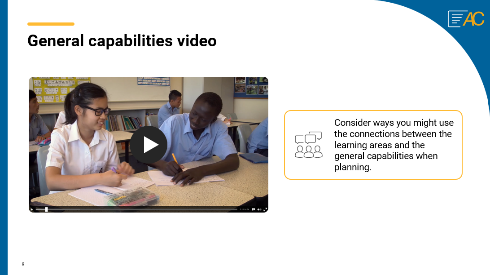 AC
General capabilities video
Consider ways you might use
the connections between the
learning areas and the
general capabilities when
planning.